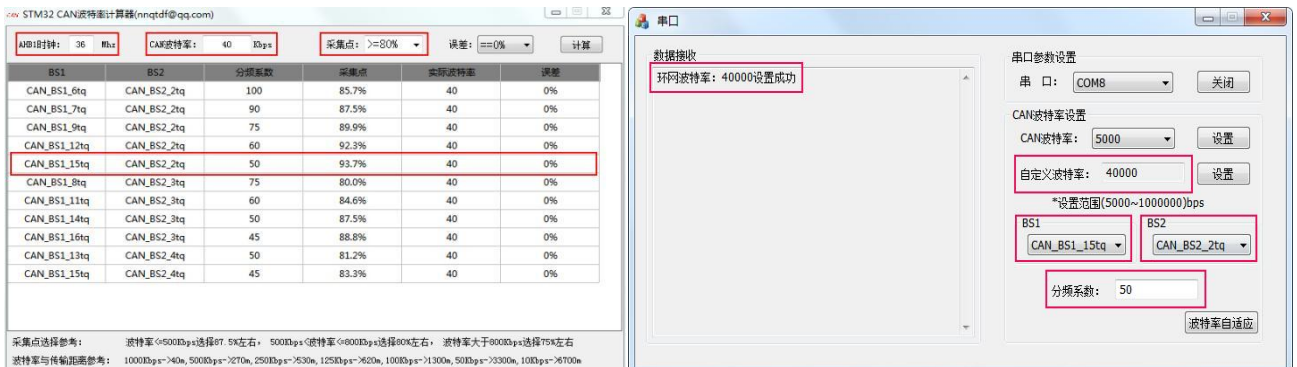 STM32 CAN波特率计算器(nnqtdf@qq.com)
AHB1时钟： 36 Mhz CAN波特率： 40 Kbps 采集点： >=80% 误差： ==0% 计算
BS1 BS2 分频系数 采集点 实际波特率 误差
CAN_BS1_6tq CAN_BS2_2tq 100 85.7% 40 0%
CAN_BS1_7tq CAN_BS2_2tq 90 87.5% 40 0%
CAN_BS1_9tq CAN_BS2_2tq 75 89.9% 40 0%
CAN_BS1_12tq CAN_BS2_2tq 60 92.3% 40 0%
CAN_BS1_15tq CAN_BS2_2tq 50 93.7% 40 0%
CAN_BS1_8tq CAN_BS2_3tq 75 80.0% 40 0%
CAN_BS1_11tq CAN_BS2_3tq 60 84.6% 40 0%
CAN_BS1_14tq CAN_BS2_3tq 50 87.5% 40 0%
CAN_BS1_16tq CAN_BS2_3tq 45 88.8% 40 0%
CAN_BS1_13tq CAN_BS2_4tq 50 81.2% 40 0%
CAN_BS1_15tq CAN_BS2_4tq 45 83.3% 40 0%
采集点选择参考： 波特率<=500Kbps选择87.5%左右， 500Kbps<波特率<=800Kbps选择80%左右， 波特率大于800Kbps选择75%左右
波特率与传输距离参考： 1000Kbps->40m, 500Kbps->270m, 250Kbps->530m, 125Kbps->620m, 100Kbps->1300m, 50Kbps->3300m, 10Kbps->6700m
串口
数据接收
环网波特率：40000设置成功
串口参数设置
串 口： COM8 关闭
CAN波特率设置
CAN波特率： 5000 设置
自定义波特率： 40000 设置
*设置范围(5000~1000000)bps
BS1 BS2
CAN_BS1_15tq CAN_BS2_2tq
分频系数： 50
波特率自适应